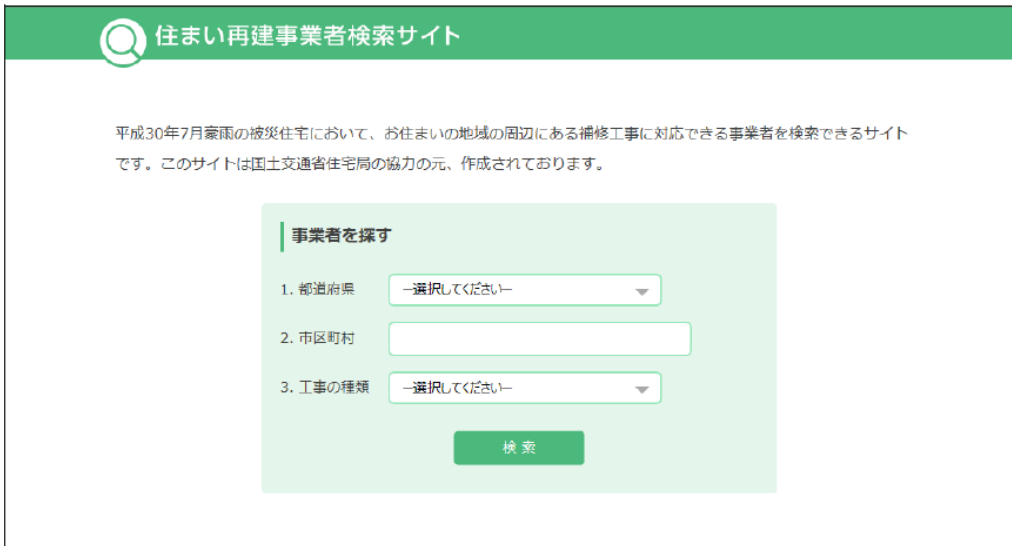 住まい再建事業者検索サイト
平成30年7月豪雨の被災住宅において、お住まいの地域の周辺にある補修工事に対応できる事業者を検索できるサイト
です。このサイトは国土交通省住宅局の協力の元、作成されております。
事業者を探す
1. 都道府県 ―選択してください―
2. 市区町村
3. 工事の種類 ―選択してください―
検 索